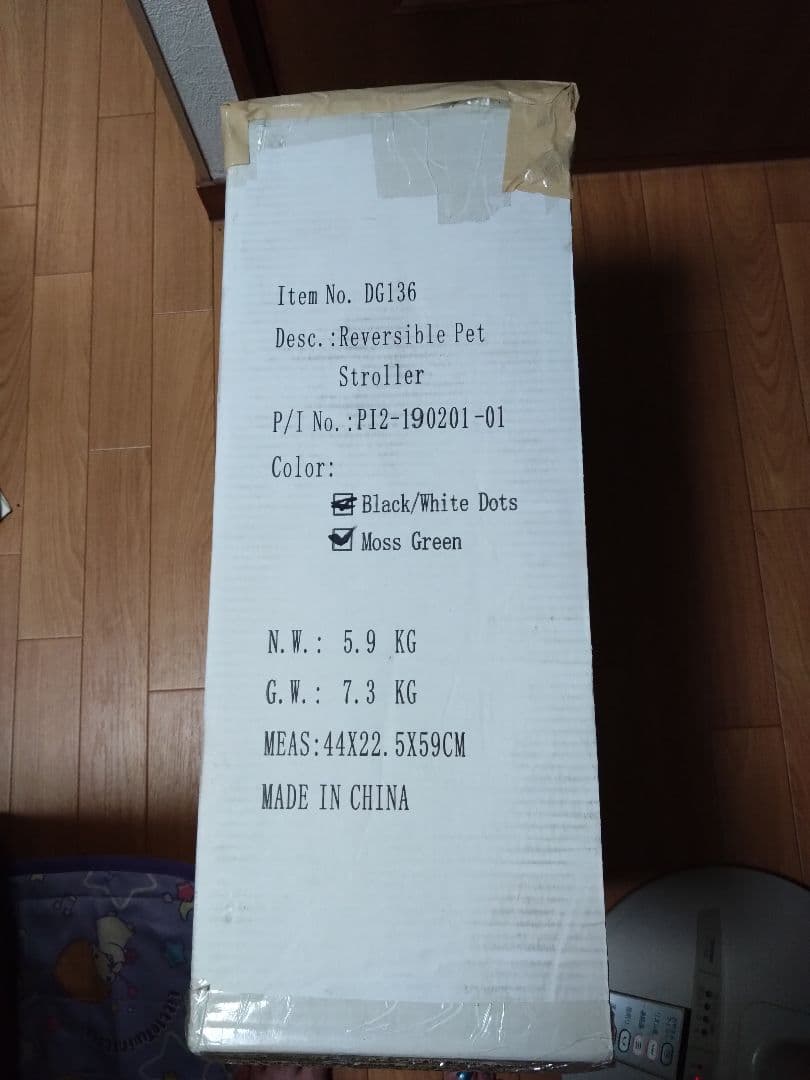 Item No. DG136
Desc.:Reversible Pet
Stroller
P/I No.:PI2-190201-01
Color:
Black/White Dots
Moss Green
N.W.: 5.9 KG
G.W.: 7.3 KG
MEAS:44X22.5X59CM
MADE IN CHINA